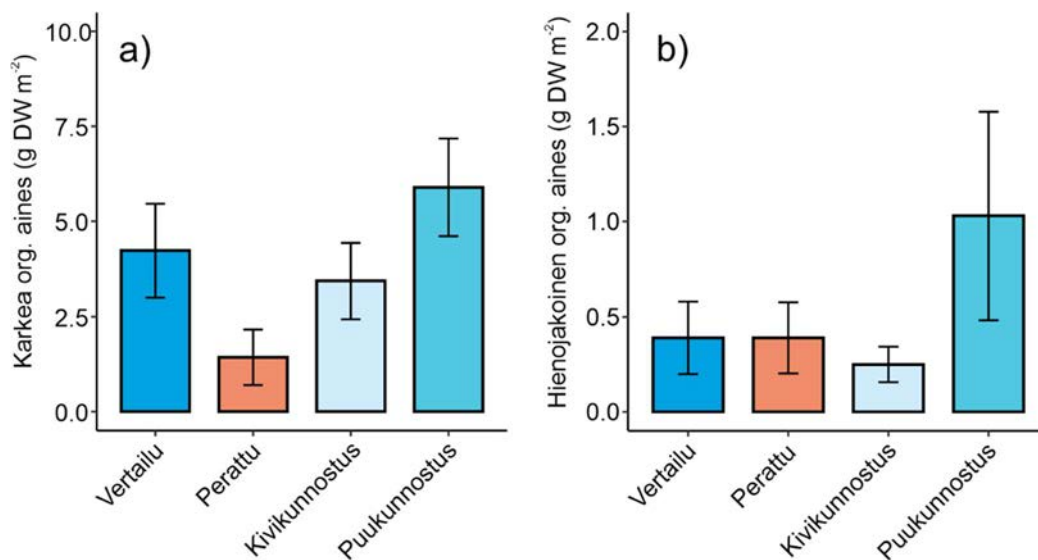 a)
Karkea org. aines (g DW m⁻²)
10.0
7.5
5.0
2.5
0.0
Vertailu
Perattu
Kivikunnostus
Puukunnostus
b)
Hienojakoinen org. aines (g DW m⁻²)
2.0
1.5
1.0
0.5
0.0
Vertailu
Perattu
Kivikunnostus
Puukunnostus